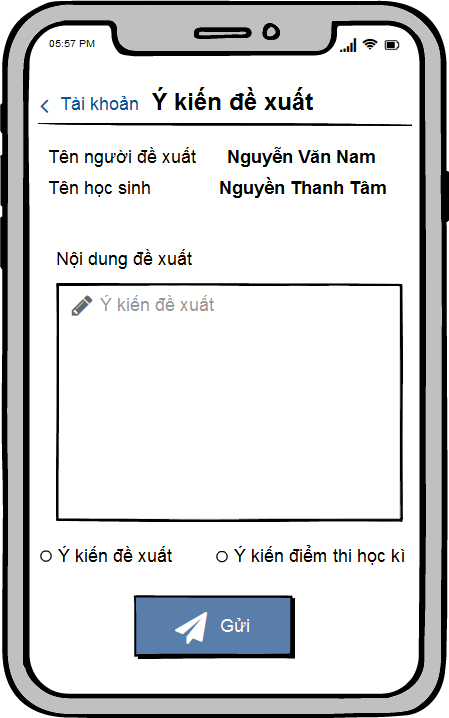 05:57 PM
Tài khoản Ý kiến đề xuất
Tên người đề xuất Nguyễn Văn Nam
Tên học sinh Nguyền Thanh Tâm
Nội dung đề xuất
Ý kiến đề xuất
Ý kiến đề xuất Ý kiến điểm thi học kì
Gửi